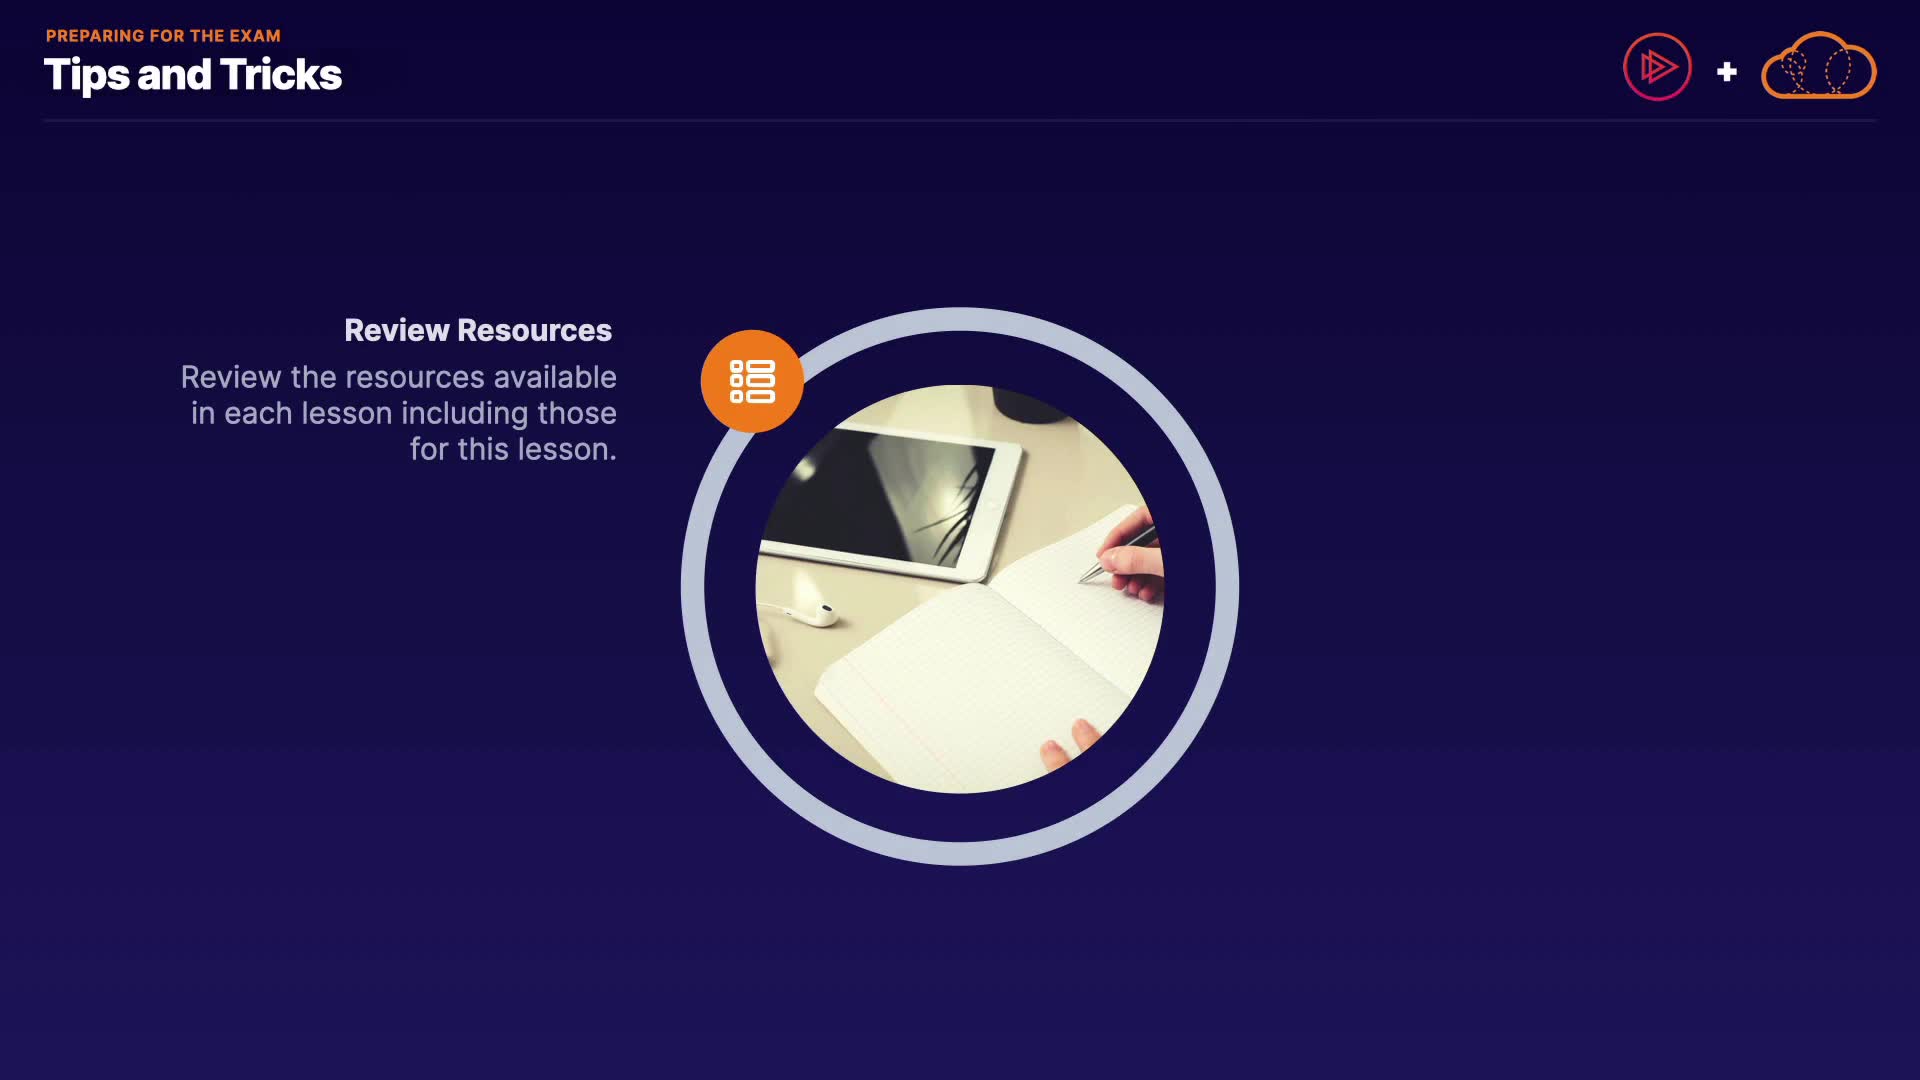 PREPARING FOR THE EXAM
Tips and Tricks
Review Resources
Review the resources available
in each lesson including those
for this lesson.